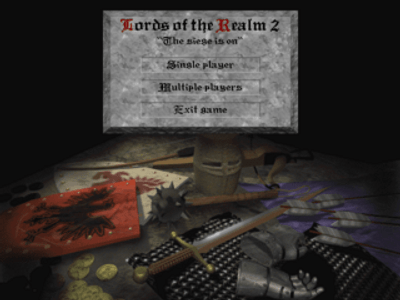 Lords of the Realm 2
"The siege is on"
Single player
Multiple players
Exit game